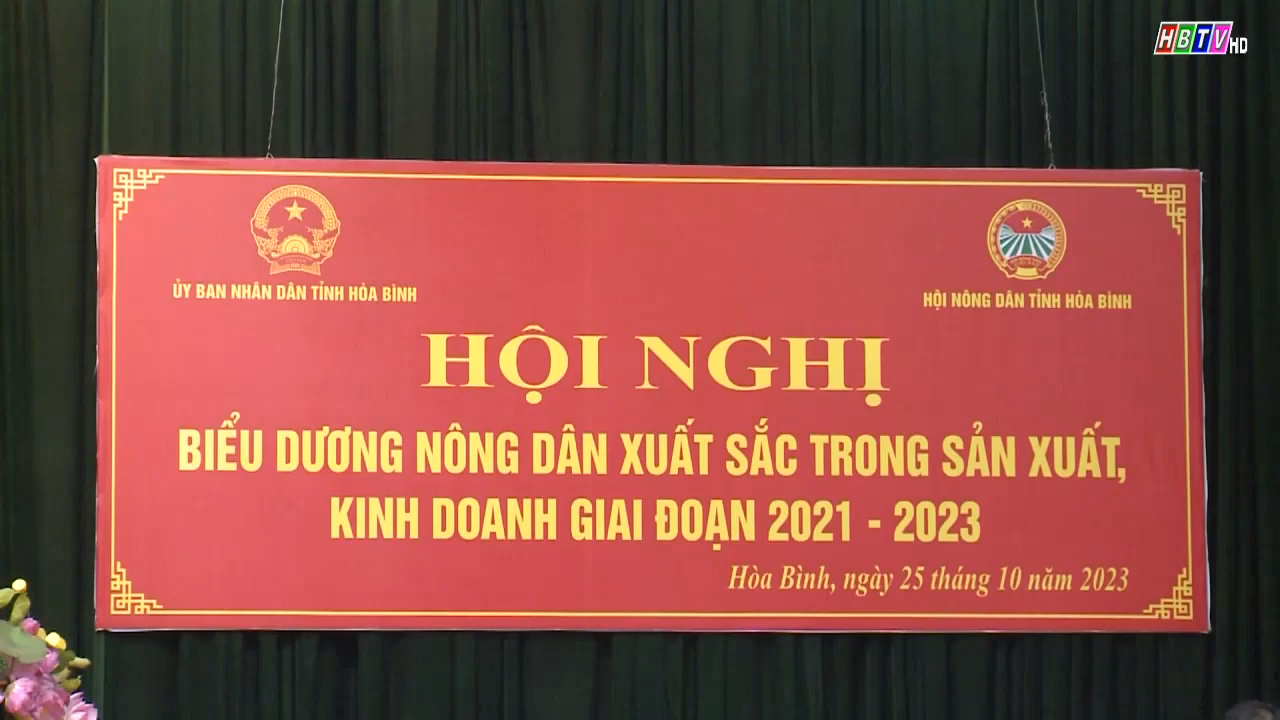 HBTV HD
ỦY BAN NHÂN DÂN TỈNH HÒA BÌNH
HỘI NÔNG DÂN TỈNH HÒA BÌNH
HỘI NGHỊ
BIỂU DƯƠNG NÔNG DÂN XUẤT SẮC TRONG SẢN XUẤT,
KINH DOANH GIAI ĐOẠN 2021 - 2023
Hòa Bình, ngày 25 tháng 10 năm 2023